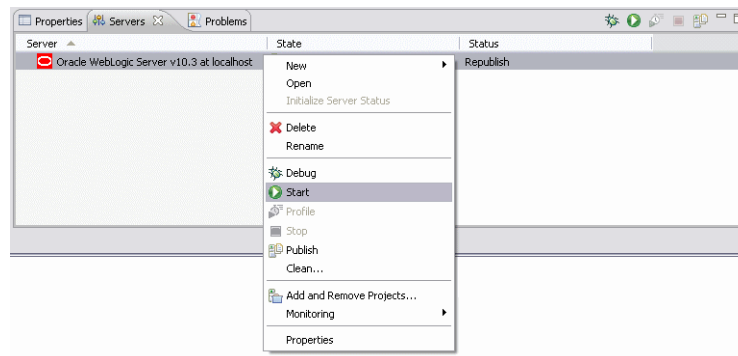 Properties Servers Problems
Server State Status
Oracle WebLogic Server v10.3 at localhost Republish
New
Open
Initialize Server Status
Delete
Rename
Debug
Start
Profile
Stop
Publish
Clean...
Add and Remove Projects...
Monitoring
Properties